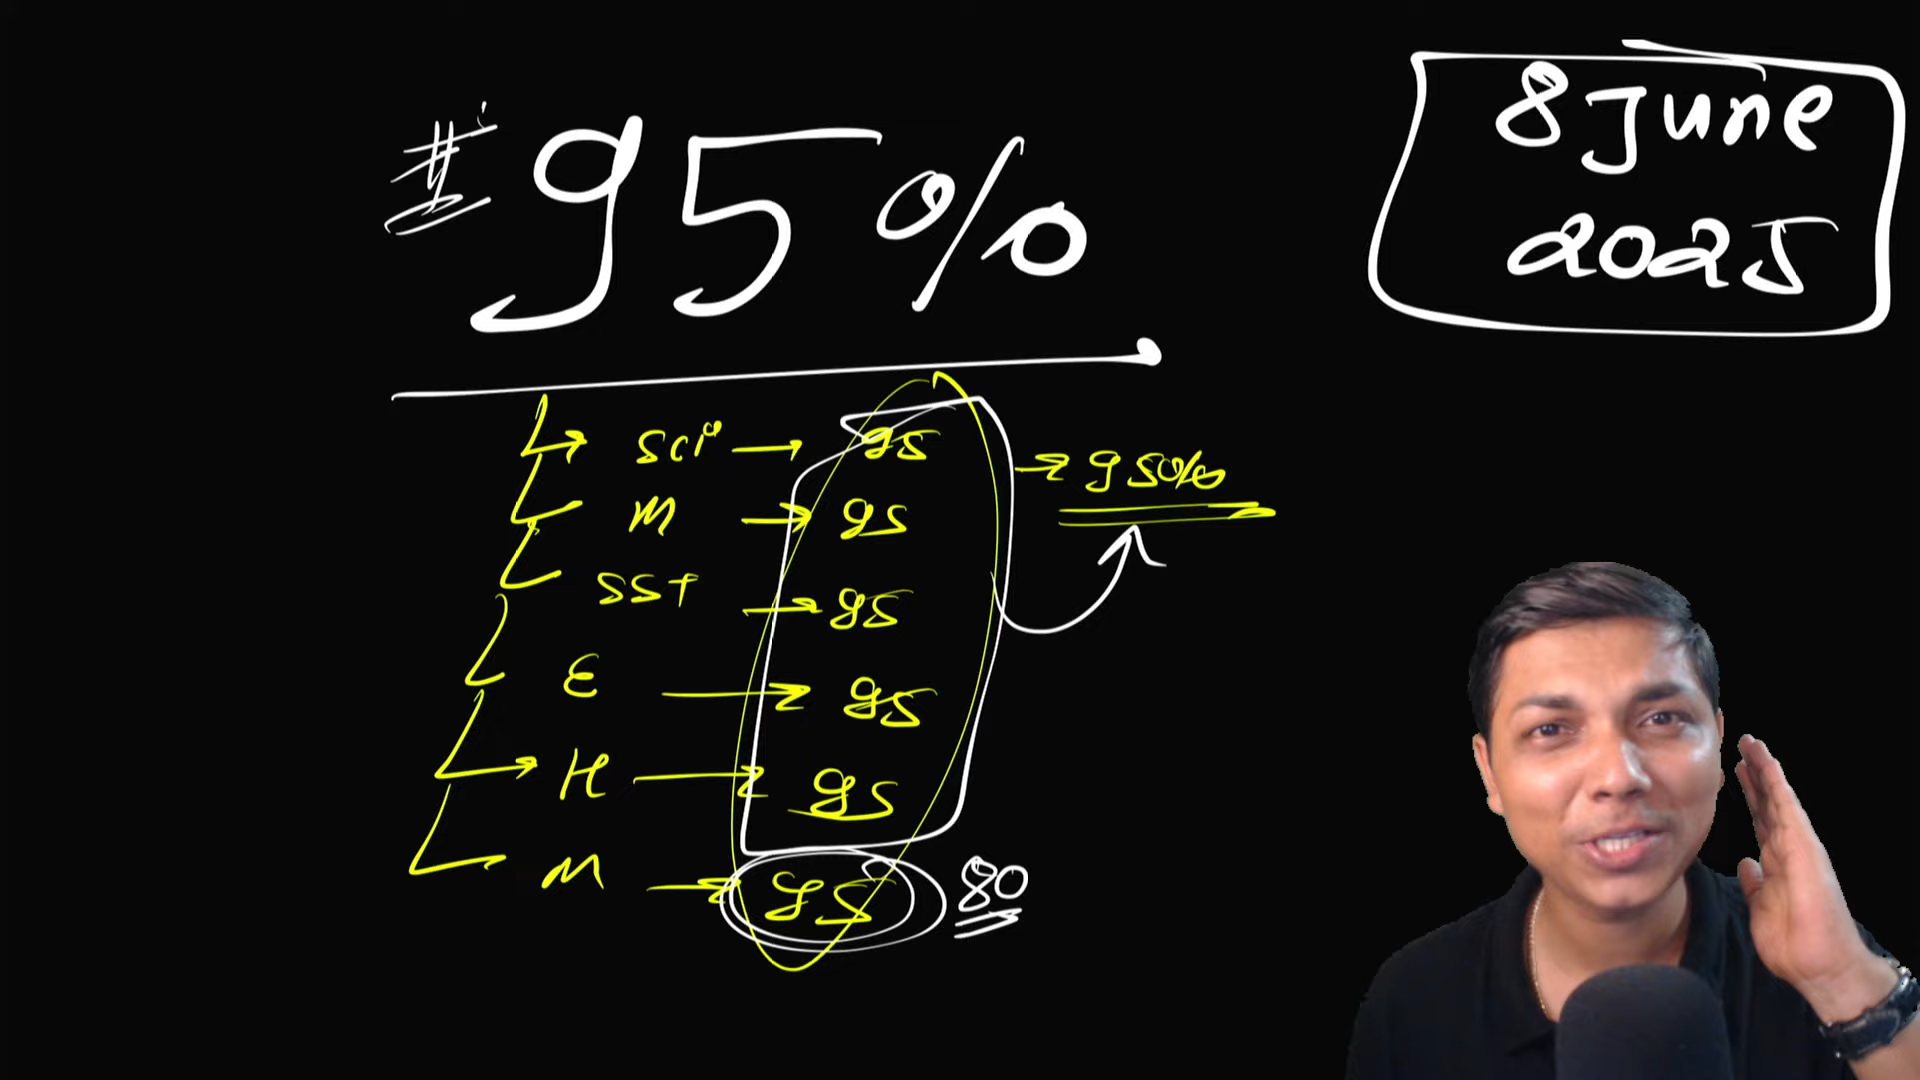 # 95%
8 June
2025
Sci → 95
→ 95%
M → 95
SST → 95
E → 95
H → 95
M → 95 80